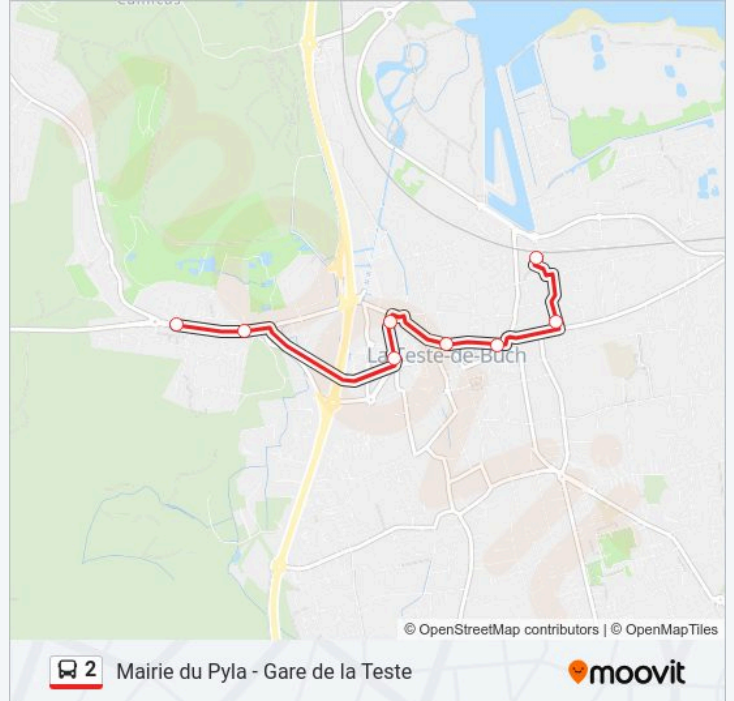 La Teste-de-Buch
© OpenStreetMap contributors | © OpenMapTiles
2 Mairie du Pyla - Gare de la Teste
moovit